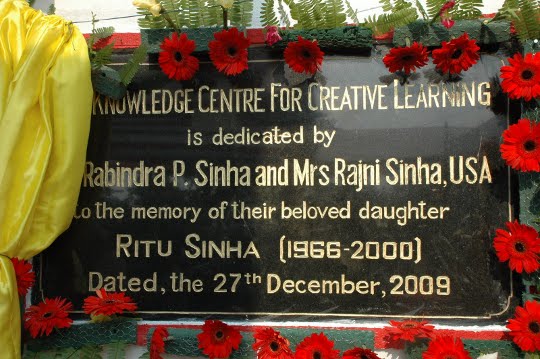 KNOWLEDGE CENTRE FOR CREATIVE LEARNING
is dedicated by
Rabindra P. Sinha and Mrs Rajni Sinha, USA
to the memory of their beloved daughter
RITU SINHA (1966-2000)
Dated, the 27th December, 2009